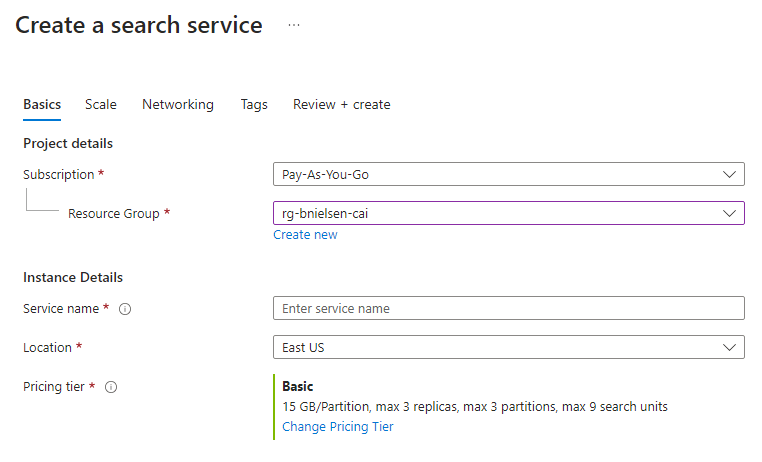 Create a search service ...
Basics Scale Networking Tags Review + create
Project details
Subscription * Pay-As-You-Go
Resource Group * rg-bnielsen-cai
Create new
Instance Details
Service name * Enter service name
Location * East US
Pricing tier * Basic
15 GB/Partition, max 3 replicas, max 3 partitions, max 9 search units
Change Pricing Tier